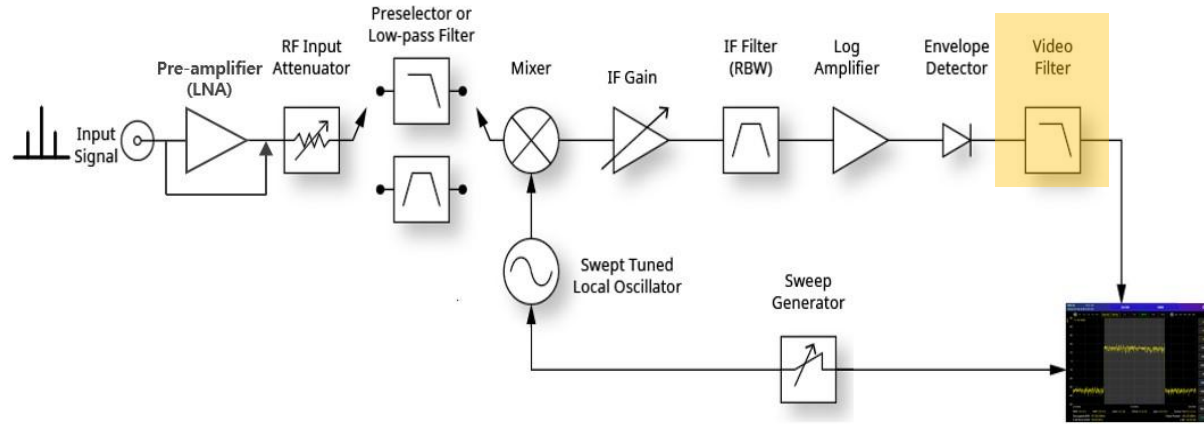 Preselector or
Low-pass Filter
RF Input
Attenuator
Pre-amplifier
(LNA)
Mixer
IF Gain
IF Filter
(RBW)
Log
Amplifier
Envelope
Detector
Video
Filter
Input
Signal
Swept Tuned
Local Oscillator
Sweep
Generator